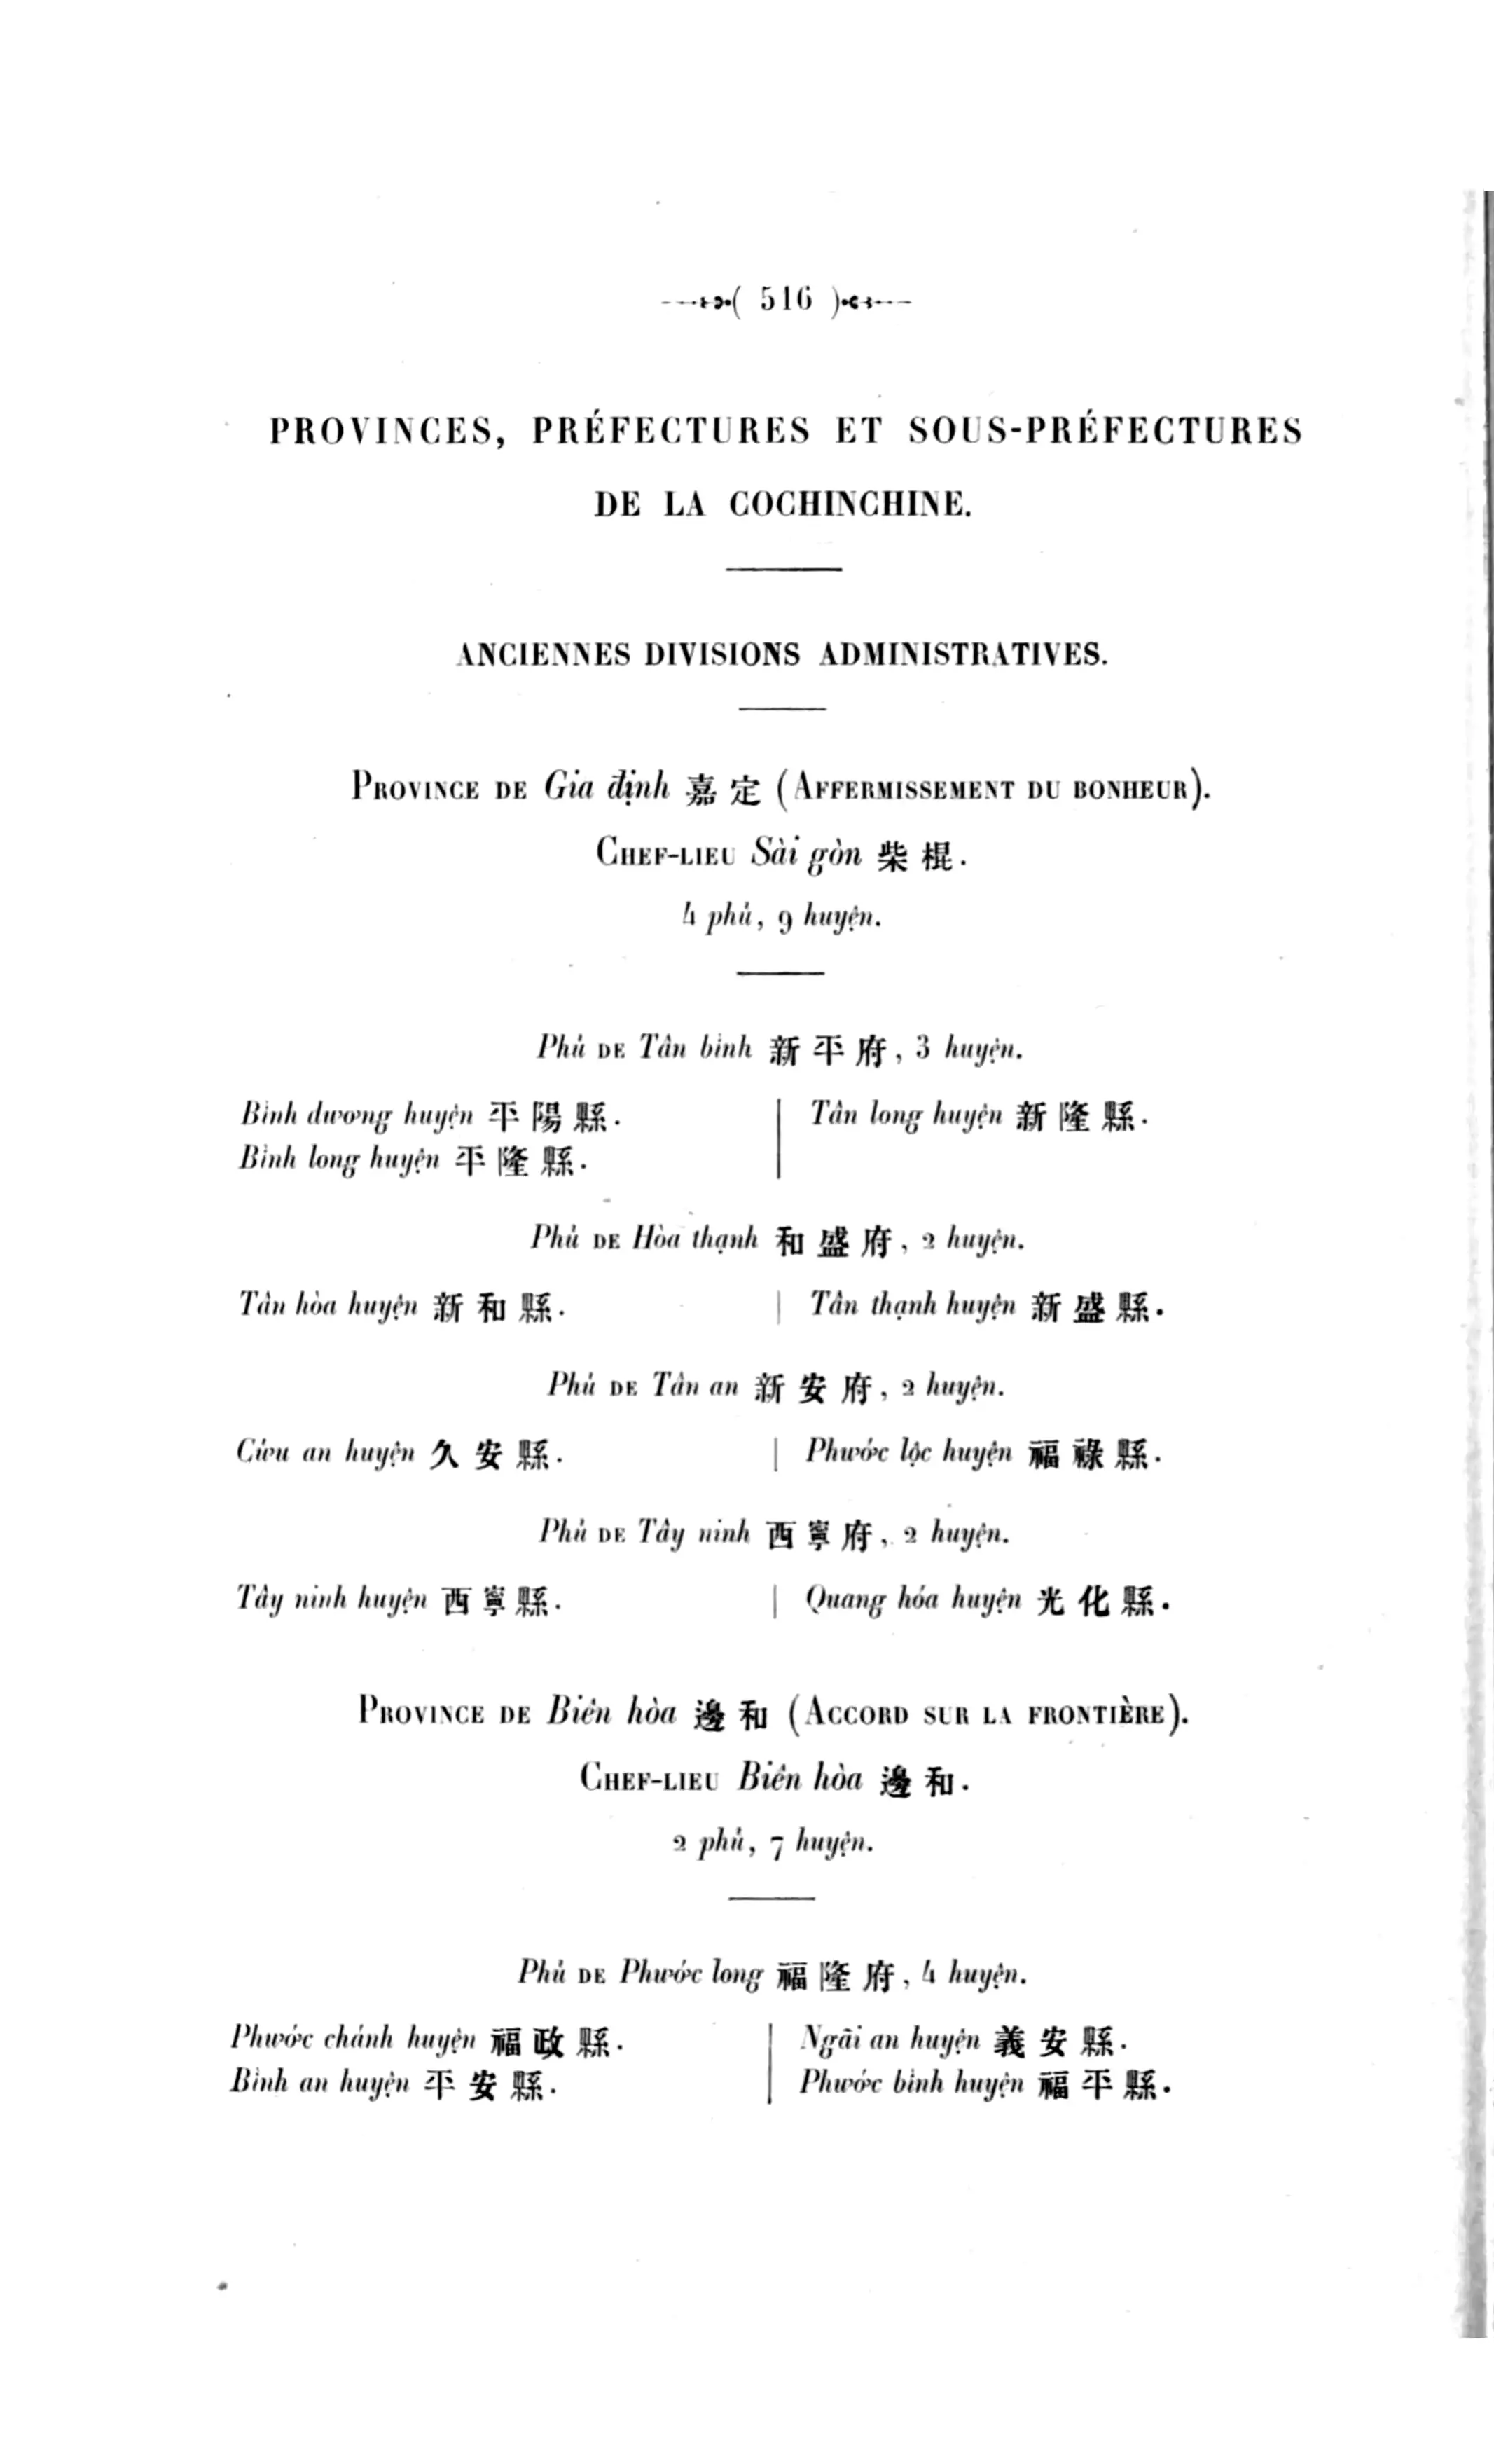 ( 516 )
PROVINCES, PRÉFECTURES ET SOUS-PRÉFECTURES
DE LA COCHINCHINE.
ANCIENNES DIVISIONS ADMINISTRATIVES.
PROVINCE DE Gia định 嘉定 (AFFERMISSEMENT DU BONHEUR).
CHEF-LIEU Sài gòn 柴棍.
4 phủ, 9 huyện.
Phủ DE Tân bình 新平府, 3 huyện.
Bình dương huyện 平陽縣.
Bình long huyện 平隆縣.
Tân long huyện 新隆縣.
Phủ DE Hòa thạnh 和盛府, 2 huyện.
Tân hòa huyện 新和縣.
Tân thạnh huyện 新盛縣.
Phủ DE Tân an 新安府, 2 huyện.
Cửu an huyện 久安縣.
Phước lộc huyện 福祿縣.
Phủ DE Tây ninh 西寧府, 2 huyện.
Tây ninh huyện 西寧縣.
Quang hóa huyện 光化縣.
PROVINCE DE Biên hòa 邊和 (ACCORD SUR LA FRONTIÈRE).
CHEF-LIEU Biên hòa 邊和.
2 phủ, 7 huyện.
Phủ DE Phước long 福隆府, 4 huyện.
Phước chánh huyện 福政縣.
Bình an huyện 平安縣.
Ngãi an huyện 義安縣.
Phước bình huyện 福平縣.